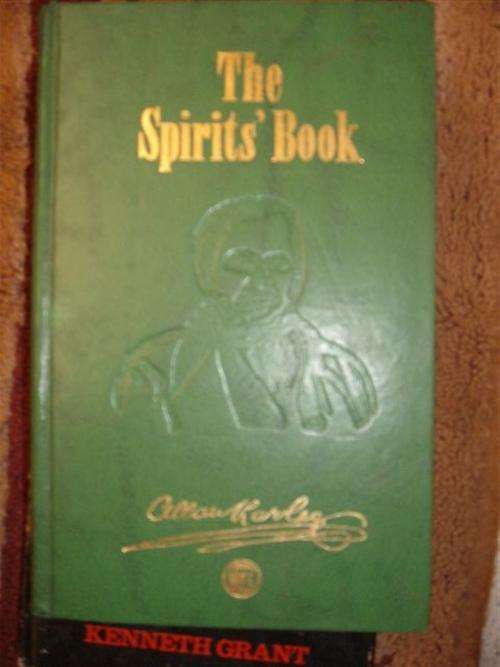 The
Spirits' Book
Allan Kardec
KENNETH GRANT